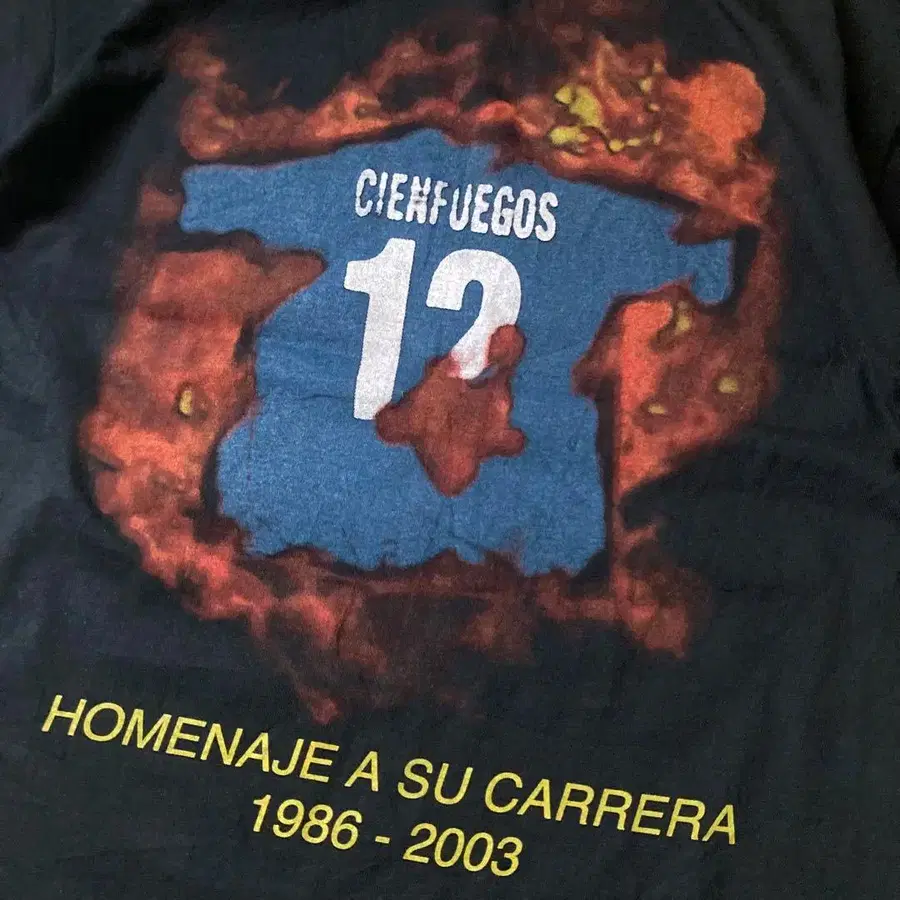 CIENFUEGOS
12
HOMENAJE A SU CARRERA
1986 - 2003